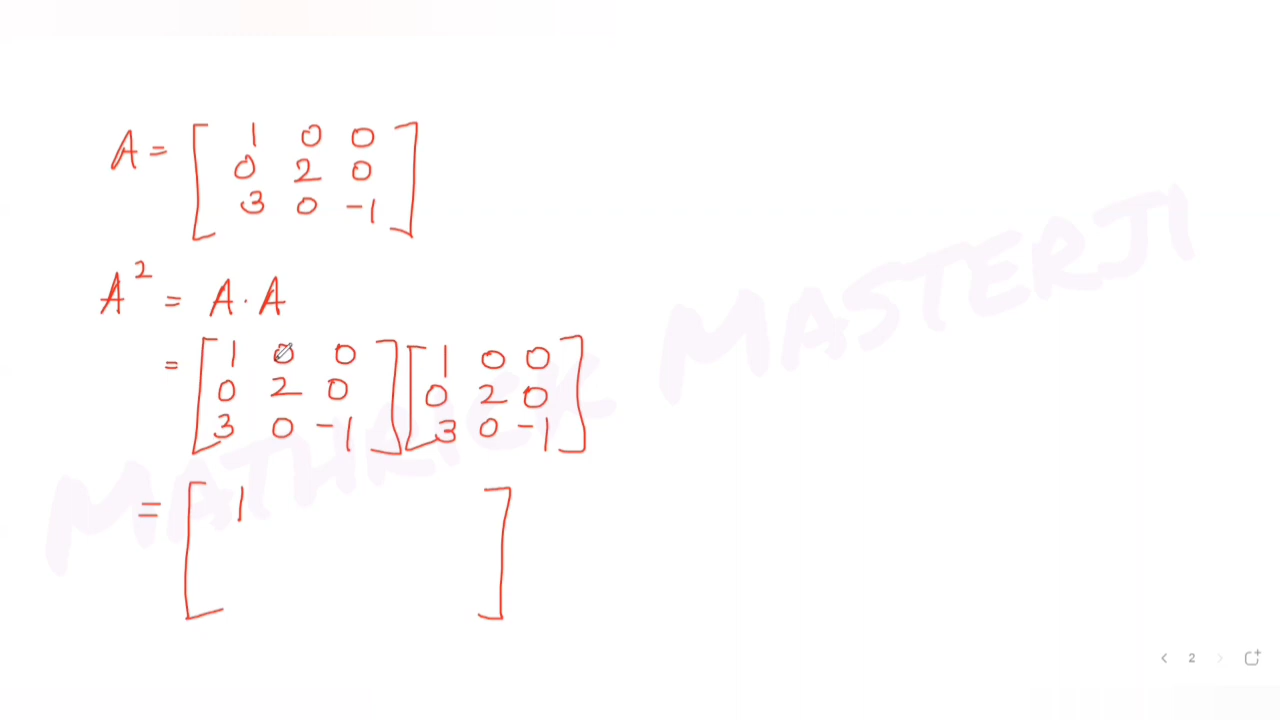 A = [ 1 0 0
0 2 0
3 0 -1 ]
A² = A · A
= [ 1 0 0 ] [ 1 0 0 ]
0 2 0 0 2 0
3 0 -1 3 0 -1
= [ 1 ]
MATHRICK MASTERJI
< 2 >